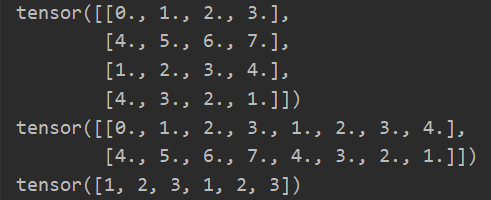 tensor([[0., 1., 2., 3.],
        [4., 5., 6., 7.],
        [1., 2., 3., 4.],
        [4., 3., 2., 1.]])
tensor([[0., 1., 2., 3., 1., 2., 3., 4.],
        [4., 5., 6., 7., 4., 3., 2., 1.]])
tensor([1, 2, 3, 1, 2, 3])